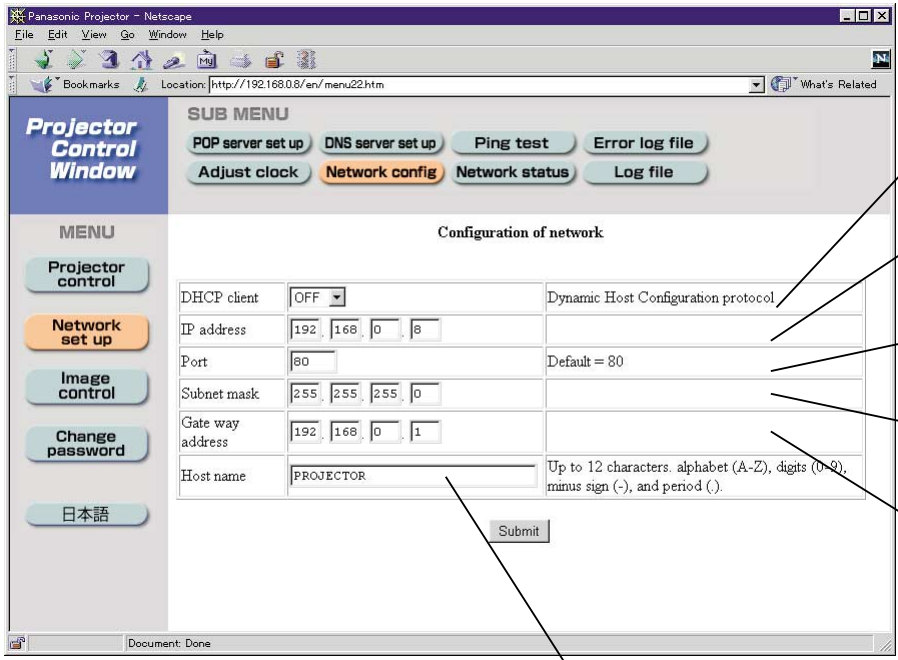 Panasonic Projector - Netscape
File Edit View Go Window Help
My
N
Bookmarks Location: http://192.168.0.8/en/menu22.htm What's Related
Projector
Control
Window
SUB MENU
POP server set up DNS server set up Ping test Error log file
Adjust clock Network config Network status Log file
MENU
Projector
control
Network
set up
Image
control
Change
password
日本語
Configuration of network
DHCP client OFF Dynamic Host Configuration protocol
IP address 192 . 168 . 0 . 8
Port 80 Default = 80
Subnet mask 255 . 255 . 255 . 0
Gate way
address 192 . 168 . 0 . 1
Host name PROJECTOR Up to 12 characters. alphabet (A-Z), digits (0-9),
minus sign (-), and period (.).
Submit
Document: Done